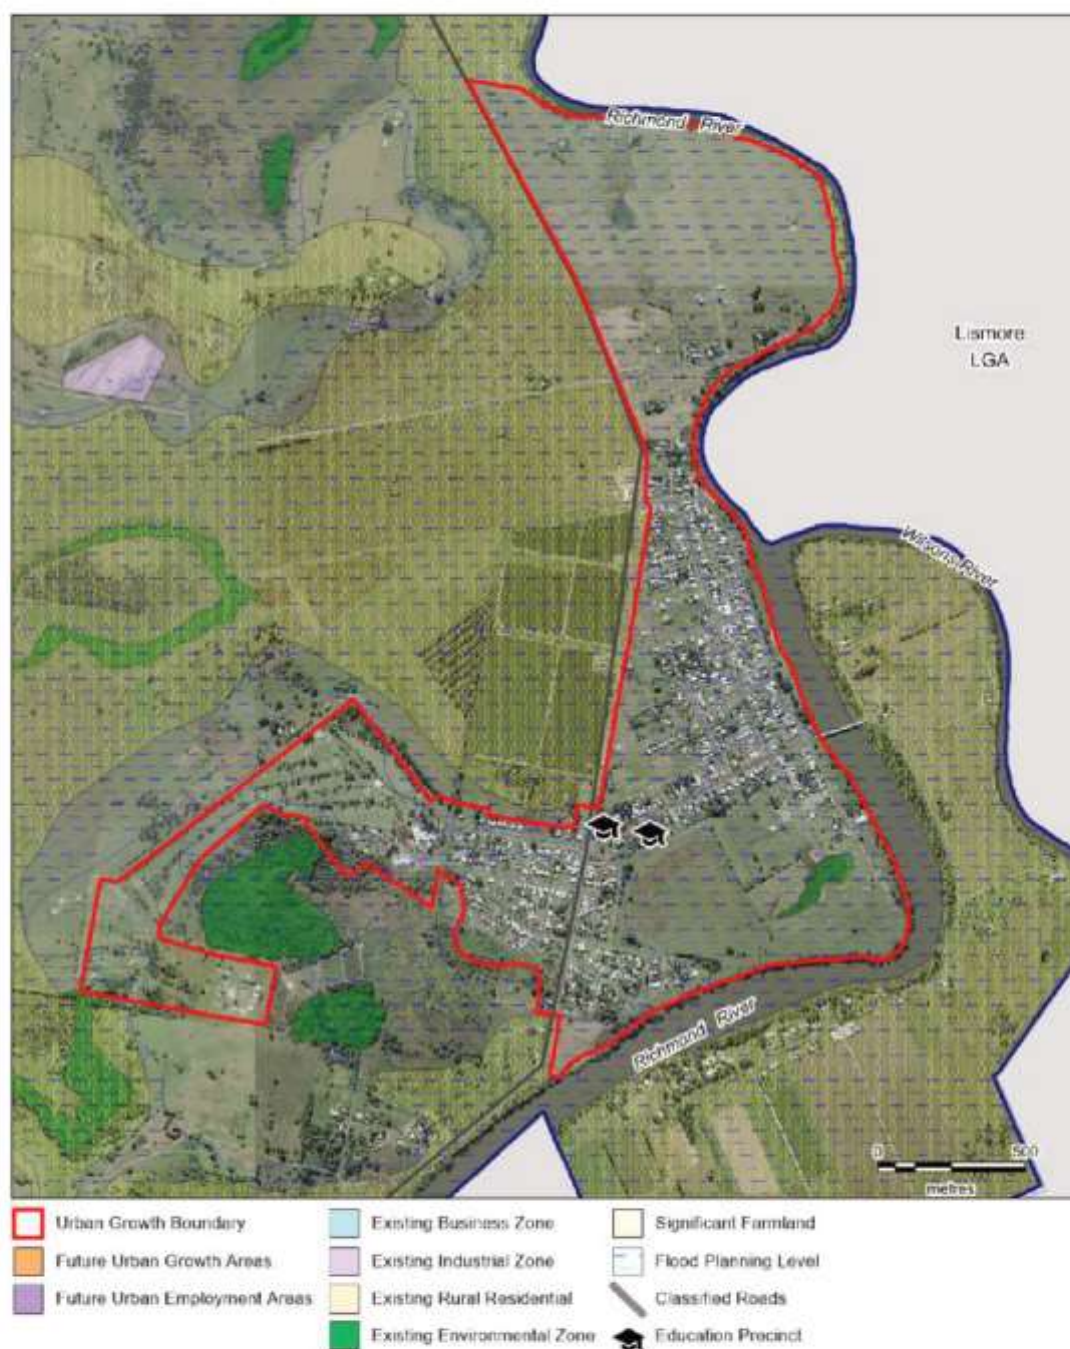 Richmond River
Lismore
LGA
Wilsons River
Richmond River
0 500
metres
Urban Growth Boundary
Future Urban Growth Areas
Future Urban Employment Areas
Existing Business Zone
Existing Industrial Zone
Existing Rural Residential
Existing Environmental Zone
Significant Farmland
Flood Planning Level
Classified Roads
Education Precinct